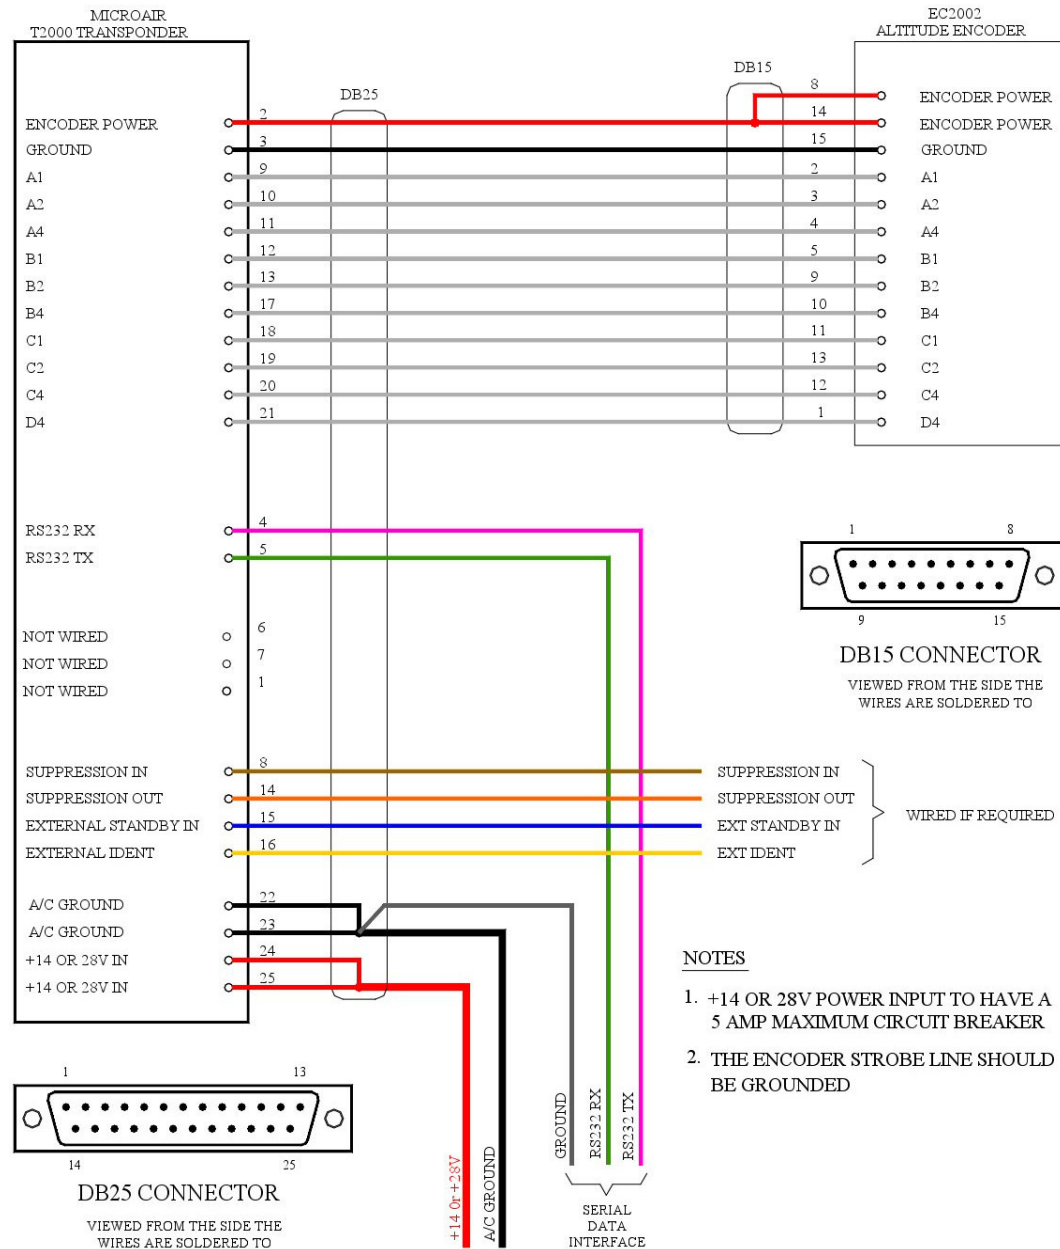 MICROAIR
T2000 TRANSPONDER
EC2002
ALTITUDE ENCODER
DB25
DB15
ENCODER POWER 2
8 ENCODER POWER
14 ENCODER POWER
GROUND 3 15 GROUND
A1 9 2 A1
A2 10 3 A2
A4 11 4 A4
B1 12 5 B1
B2 13 9 B2
B4 17 10 B4
C1 18 11 C1
C2 19 13 C2
C4 20 12 C4
D4 21 1 D4
RS232 RX 4
RS232 TX 5
NOT WIRED 6
NOT WIRED 7
NOT WIRED 1
1 8
9 15
DB15 CONNECTOR
VIEWED FROM THE SIDE THE
WIRES ARE SOLDERED TO
SUPPRESSION IN 8 SUPPRESSION IN
SUPPRESSION OUT 14 SUPPRESSION OUT
EXTERNAL STANDBY IN 15 EXT STANDBY IN
EXTERNAL IDENT 16 EXT IDENT
WIRED IF REQUIRED
A/C GROUND 22
A/C GROUND 23
+14 OR 28V IN 24
+14 OR 28V IN 25
NOTES
1. +14 OR 28V POWER INPUT TO HAVE A
5 AMP MAXIMUM CIRCUIT BREAKER
2. THE ENCODER STROBE LINE SHOULD
BE GROUNDED
1 13
14 25
DB25 CONNECTOR
VIEWED FROM THE SIDE THE
WIRES ARE SOLDERED TO
+14 0r +28V
A/C GROUND
GROUND
RS232 RX
RS232 TX
SERIAL
DATA
INTERFACE